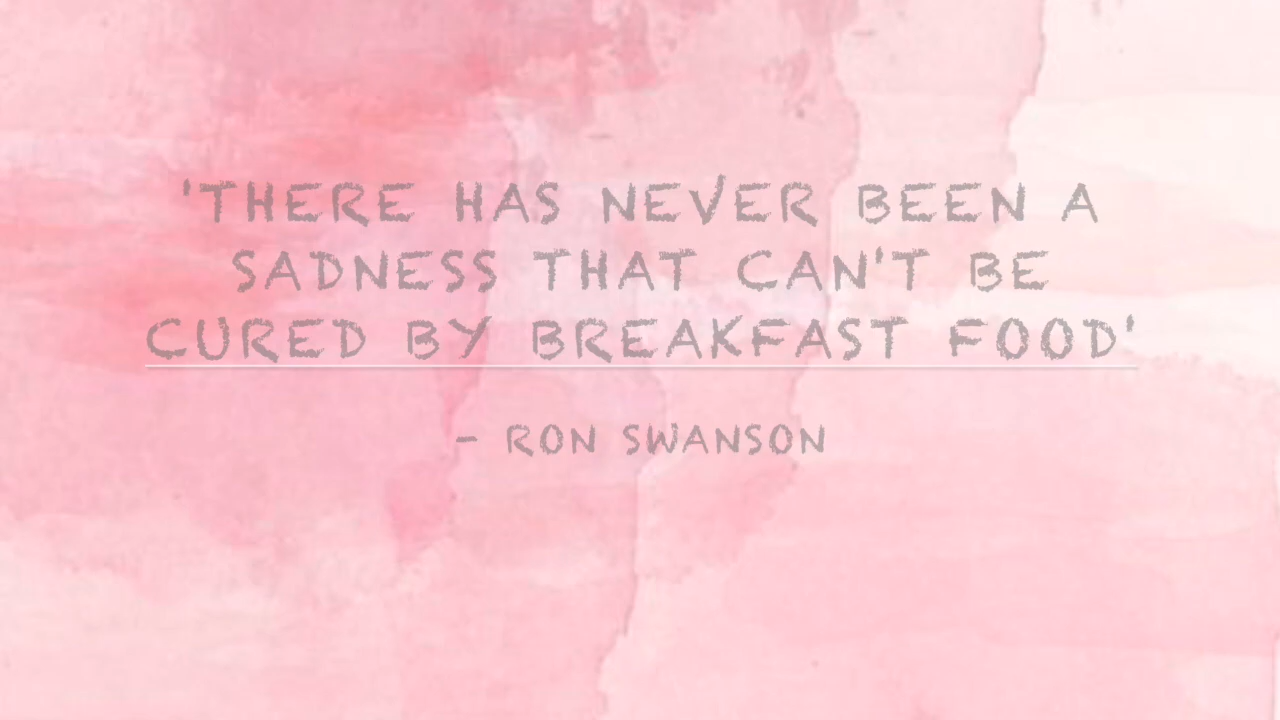 'THERE HAS NEVER BEEN A
SADNESS THAT CAN'T BE
CURED BY BREAKFAST FOOD'
- RON SWANSON